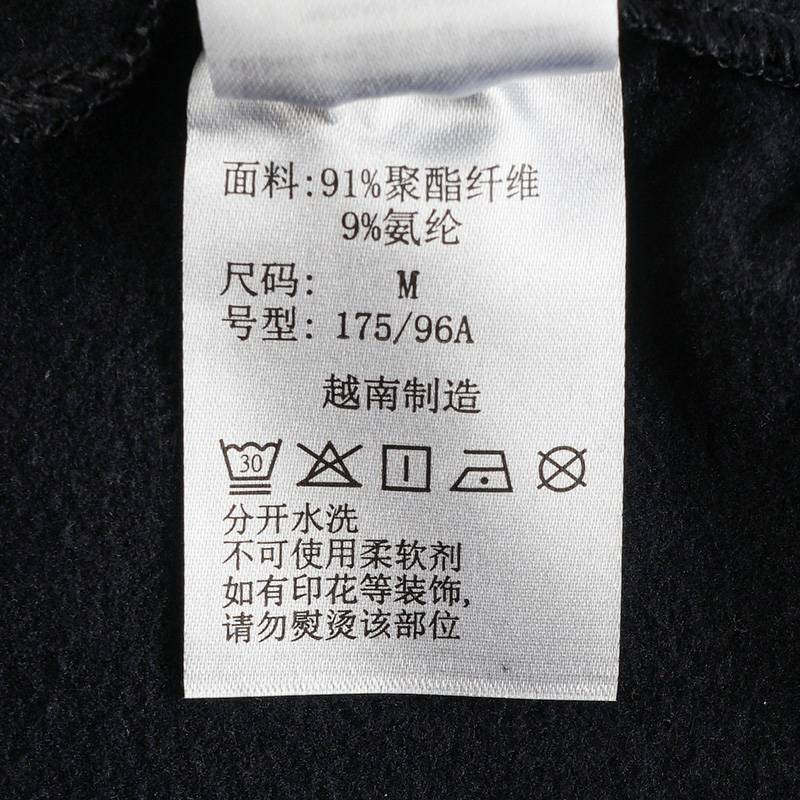 面料:91%聚酯纤维
9%氨纶
尺码: M
号型: 175/96A
越南制造
30
分开水洗
不可使用柔软剂
如有印花等装饰,
请勿熨烫该部位